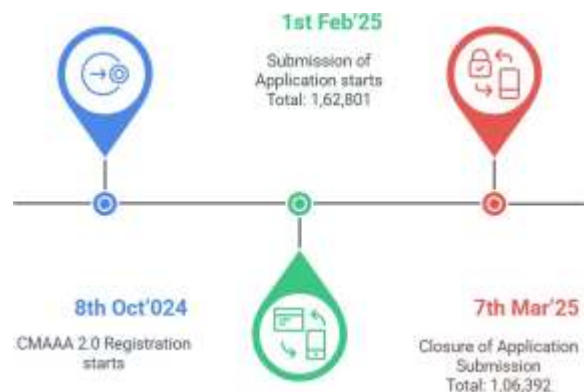 1st Feb'25
Submission of
Application starts
Total: 1,62,801
8th Oct'024
CMAAA 2.0 Registration
starts
7th Mar'25
Closure of Application
Submission
Total: 1,06,392